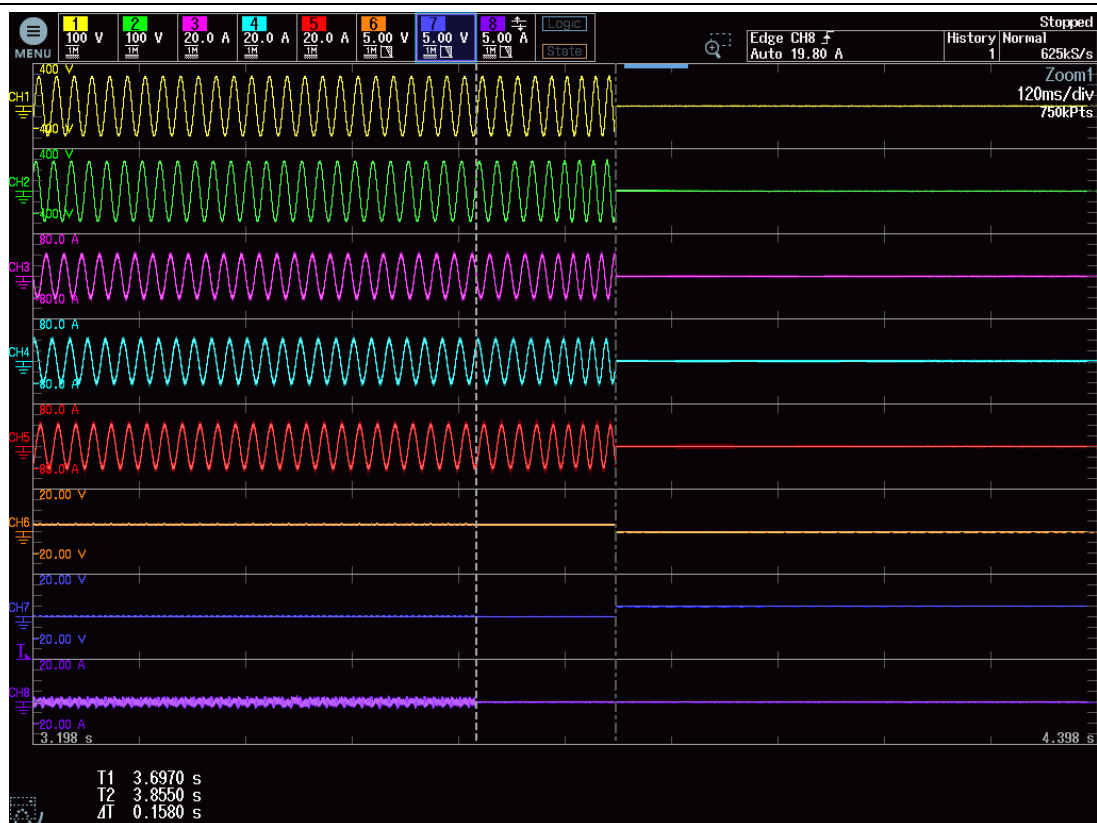 1 2 3 4 5 6 7 8 Logic Stopped
100 V 100 V 20.0 A 20.0 A 20.0 A 5.00 V 5.00 V 5.00 A Edge CH8 History Normal
MENU 1M 1M 1M 1M 1M 1M 1M 1M State Auto 19.80 A 1 625kS/s
400 V Zoom1
CH1 120ms/div
-400 V 750kPts
400 V
CH2
-400 V
80.0 A
CH3
-80.0 A
80.0 A
CH4
-80.0 A
80.0 A
CH5
-80.0 A
20.00 V
CH6
-20.00 V
20.00 V
CH7
-20.00 V
T
20.00 A
CH8
-20.00 A
3.198 s 4.398 s
T1 3.6970 s
T2 3.8550 s
ΔT 0.1580 s